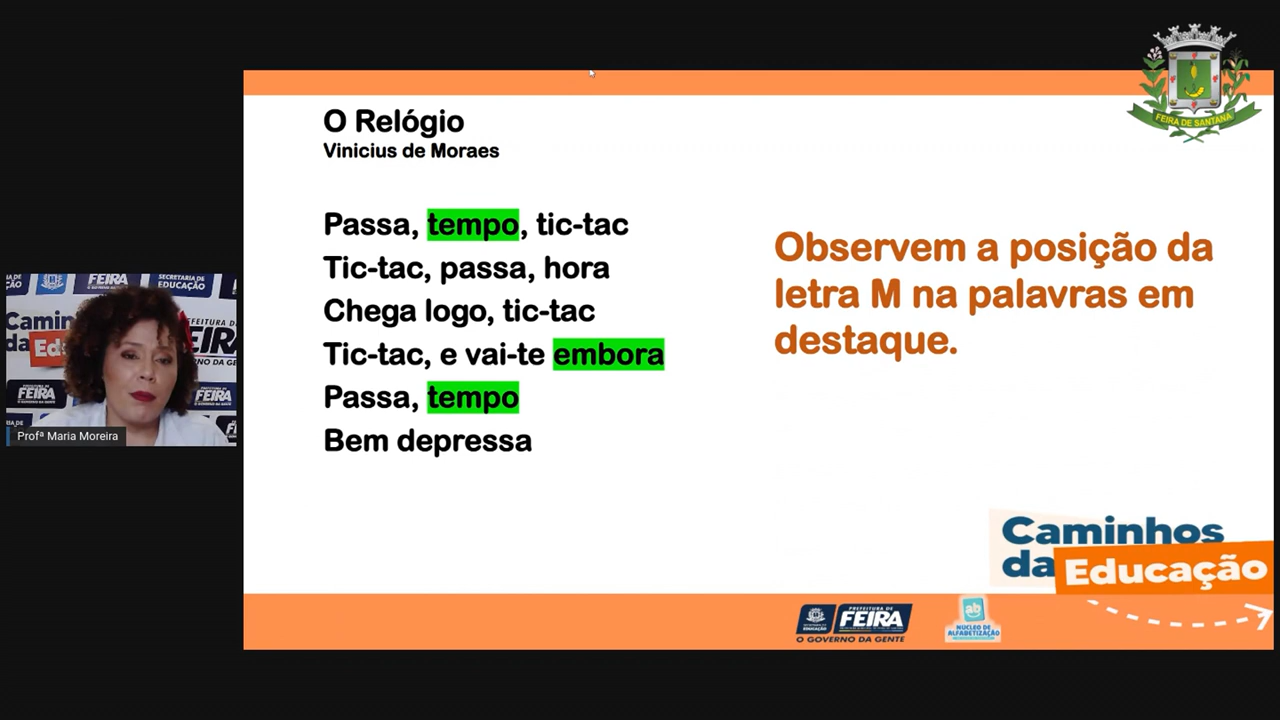 FEIRA DE SANTANA
O Relógio
Vinicius de Moraes
Passa, tempo, tic-tac
Tic-tac, passa, hora
Chega logo, tic-tac
Tic-tac, e vai-te embora
Passa, tempo
Bem depressa
Observem a posição da
letra M na palavras em
destaque.
SECRETARIA DE
EDUCAÇÃO
FEIRA
Profª Maria Moreira
Caminhos
da Educação
PREFEITURA DE
FEIRA
EDUCAÇÃO
O GOVERNO DA GENTE
ab
NÚCLEO DE
ALFABETIZAÇÃO